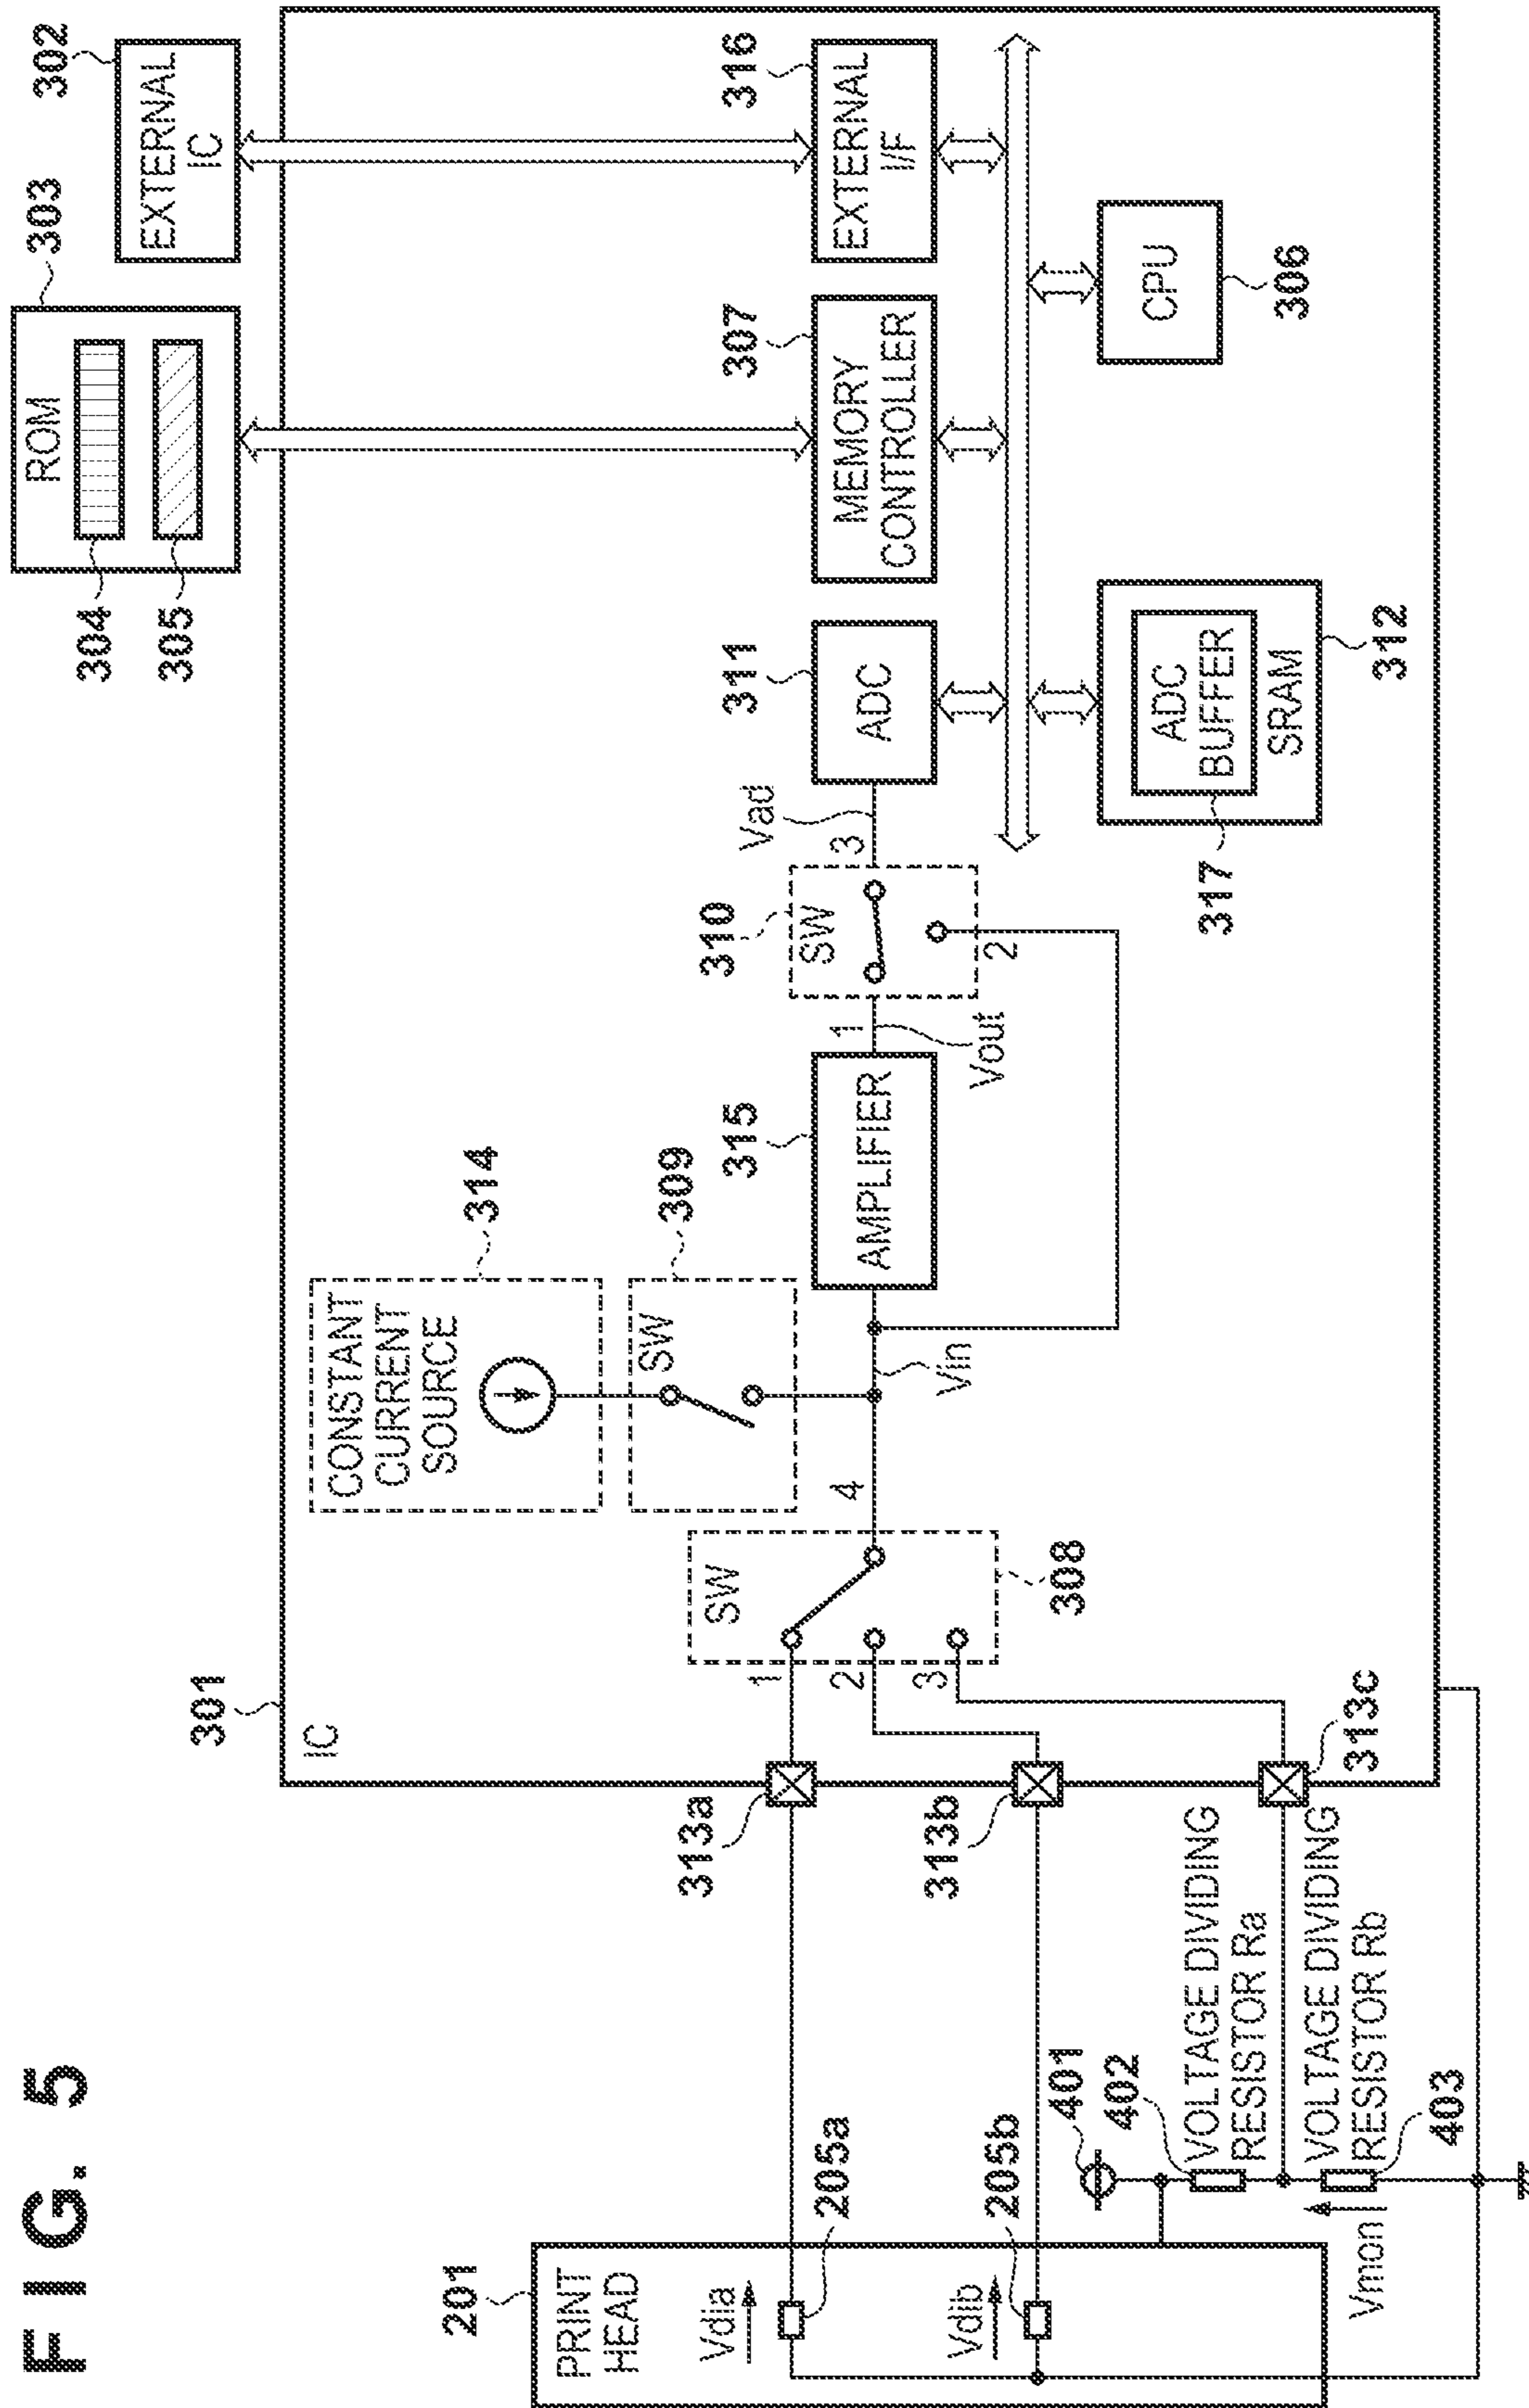 FIG. 5
301
IC
303
ROM
304
305
302
EXTERNAL
IC
314
CONSTANT
CURRENT
SOURCE
309
SW
310
SW
311
ADC
307
MEMORY
CONTROLLER
316
EXTERNAL
I/F
315
AMPLIFIER
Vin
Vout
Vad
1
2
3
SW
308
1
2
3
4
CPU
306
ADC
BUFFER
SRAM
312
317
201
PRINT
HEAD
Vdia
205a
Vdib
205b
313a
313b
313c
401
402
VOLTAGE DIVIDING
RESISTOR Ra
VOLTAGE DIVIDING
RESISTOR Rb
403
Vmon